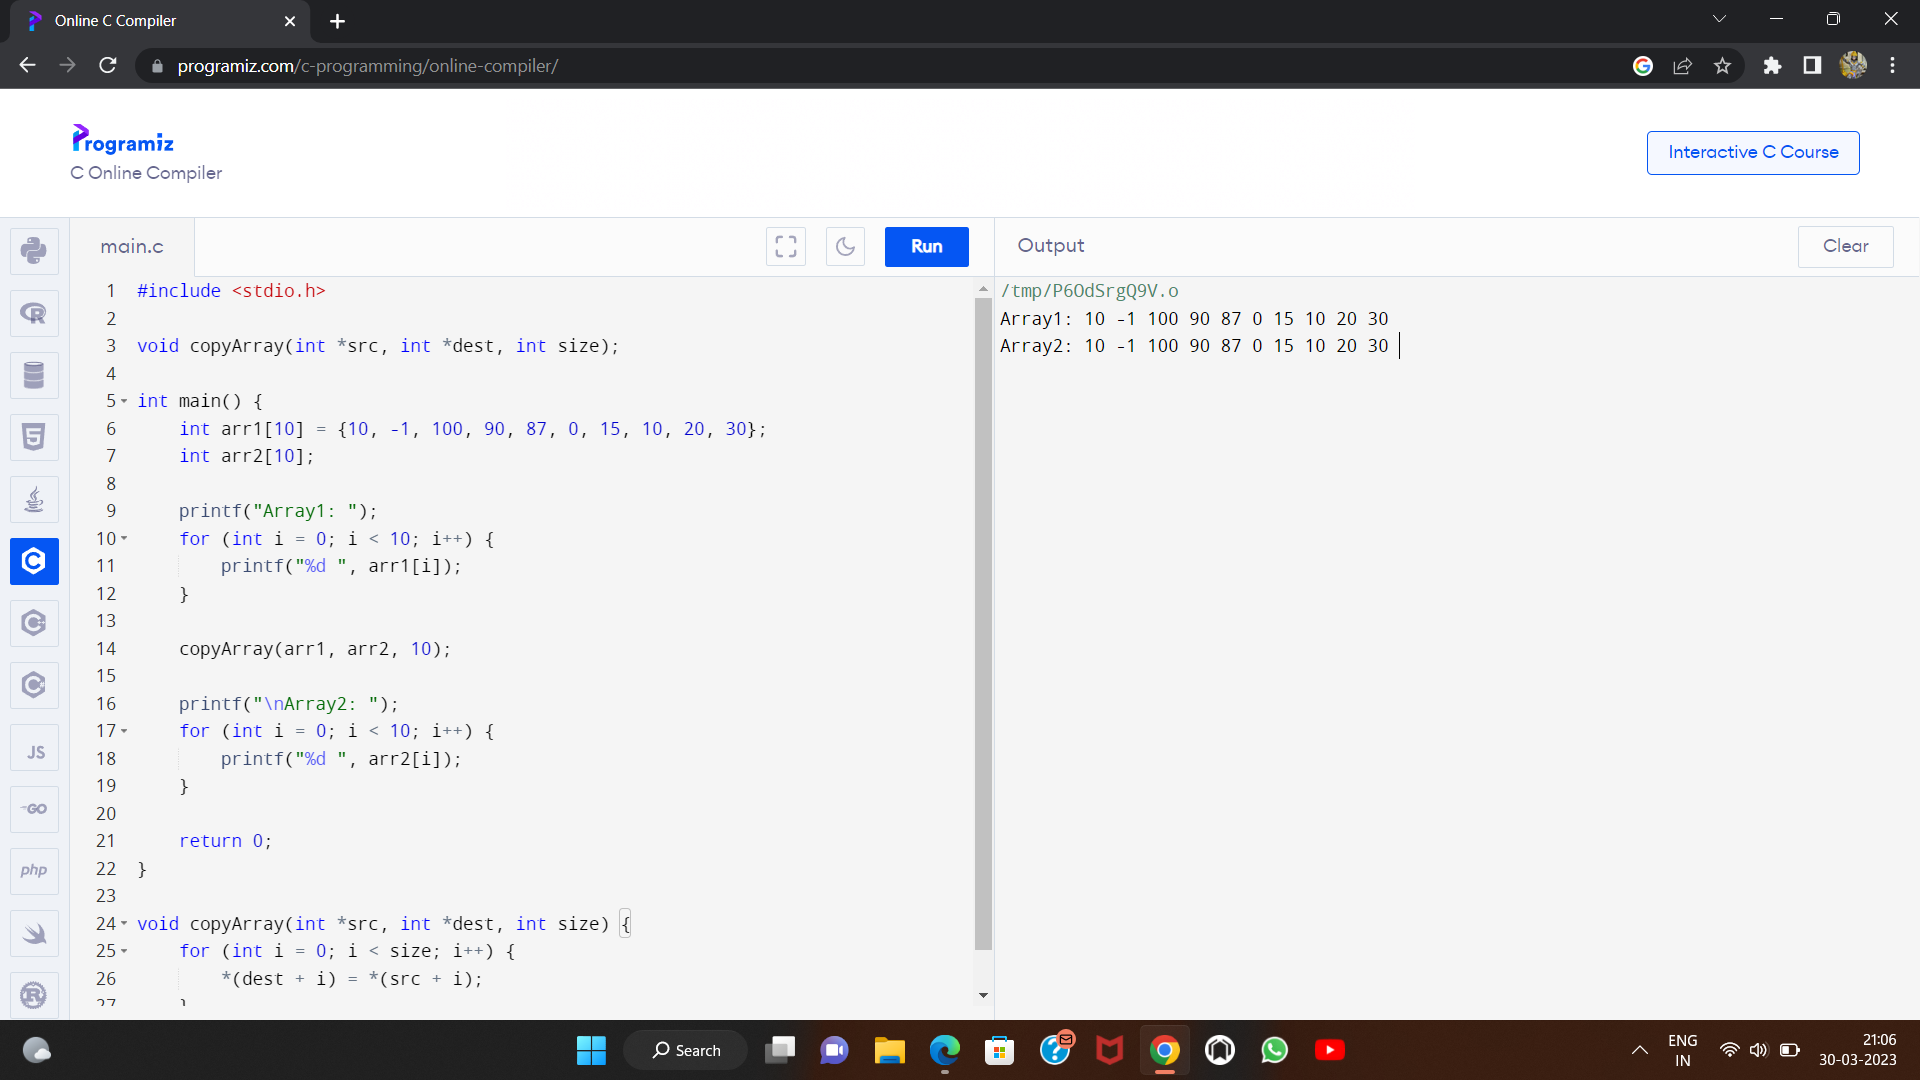 Online C Compiler
programiz.com/c-programming/online-compiler/
Programiz
C Online Compiler
Interactive C Course
main.c
Run
Output
Clear
1 #include <stdio.h>
2
3 void copyArray(int *src, int *dest, int size);
4
5 int main() {
6     int arr1[10] = {10, -1, 100, 90, 87, 0, 15, 10, 20, 30};
7     int arr2[10];
8
9     printf("Array1: ");
10     for (int i = 0; i < 10; i++) {
11         printf("%d ", arr1[i]);
12     }
13
14     copyArray(arr1, arr2, 10);
15
16     printf("\nArray2: ");
17     for (int i = 0; i < 10; i++) {
18         printf("%d ", arr2[i]);
19     }
20
21     return 0;
22 }
23
24 void copyArray(int *src, int *dest, int size) {
25     for (int i = 0; i < size; i++) {
26         *(dest + i) = *(src + i);
27     }
/tmp/P6OdSrgQ9V.o
Array1: 10 -1 100 90 87 0 15 10 20 30
Array2: 10 -1 100 90 87 0 15 10 20 30
JS
GO
php
Search
ENG
IN
21:06
30-03-2023